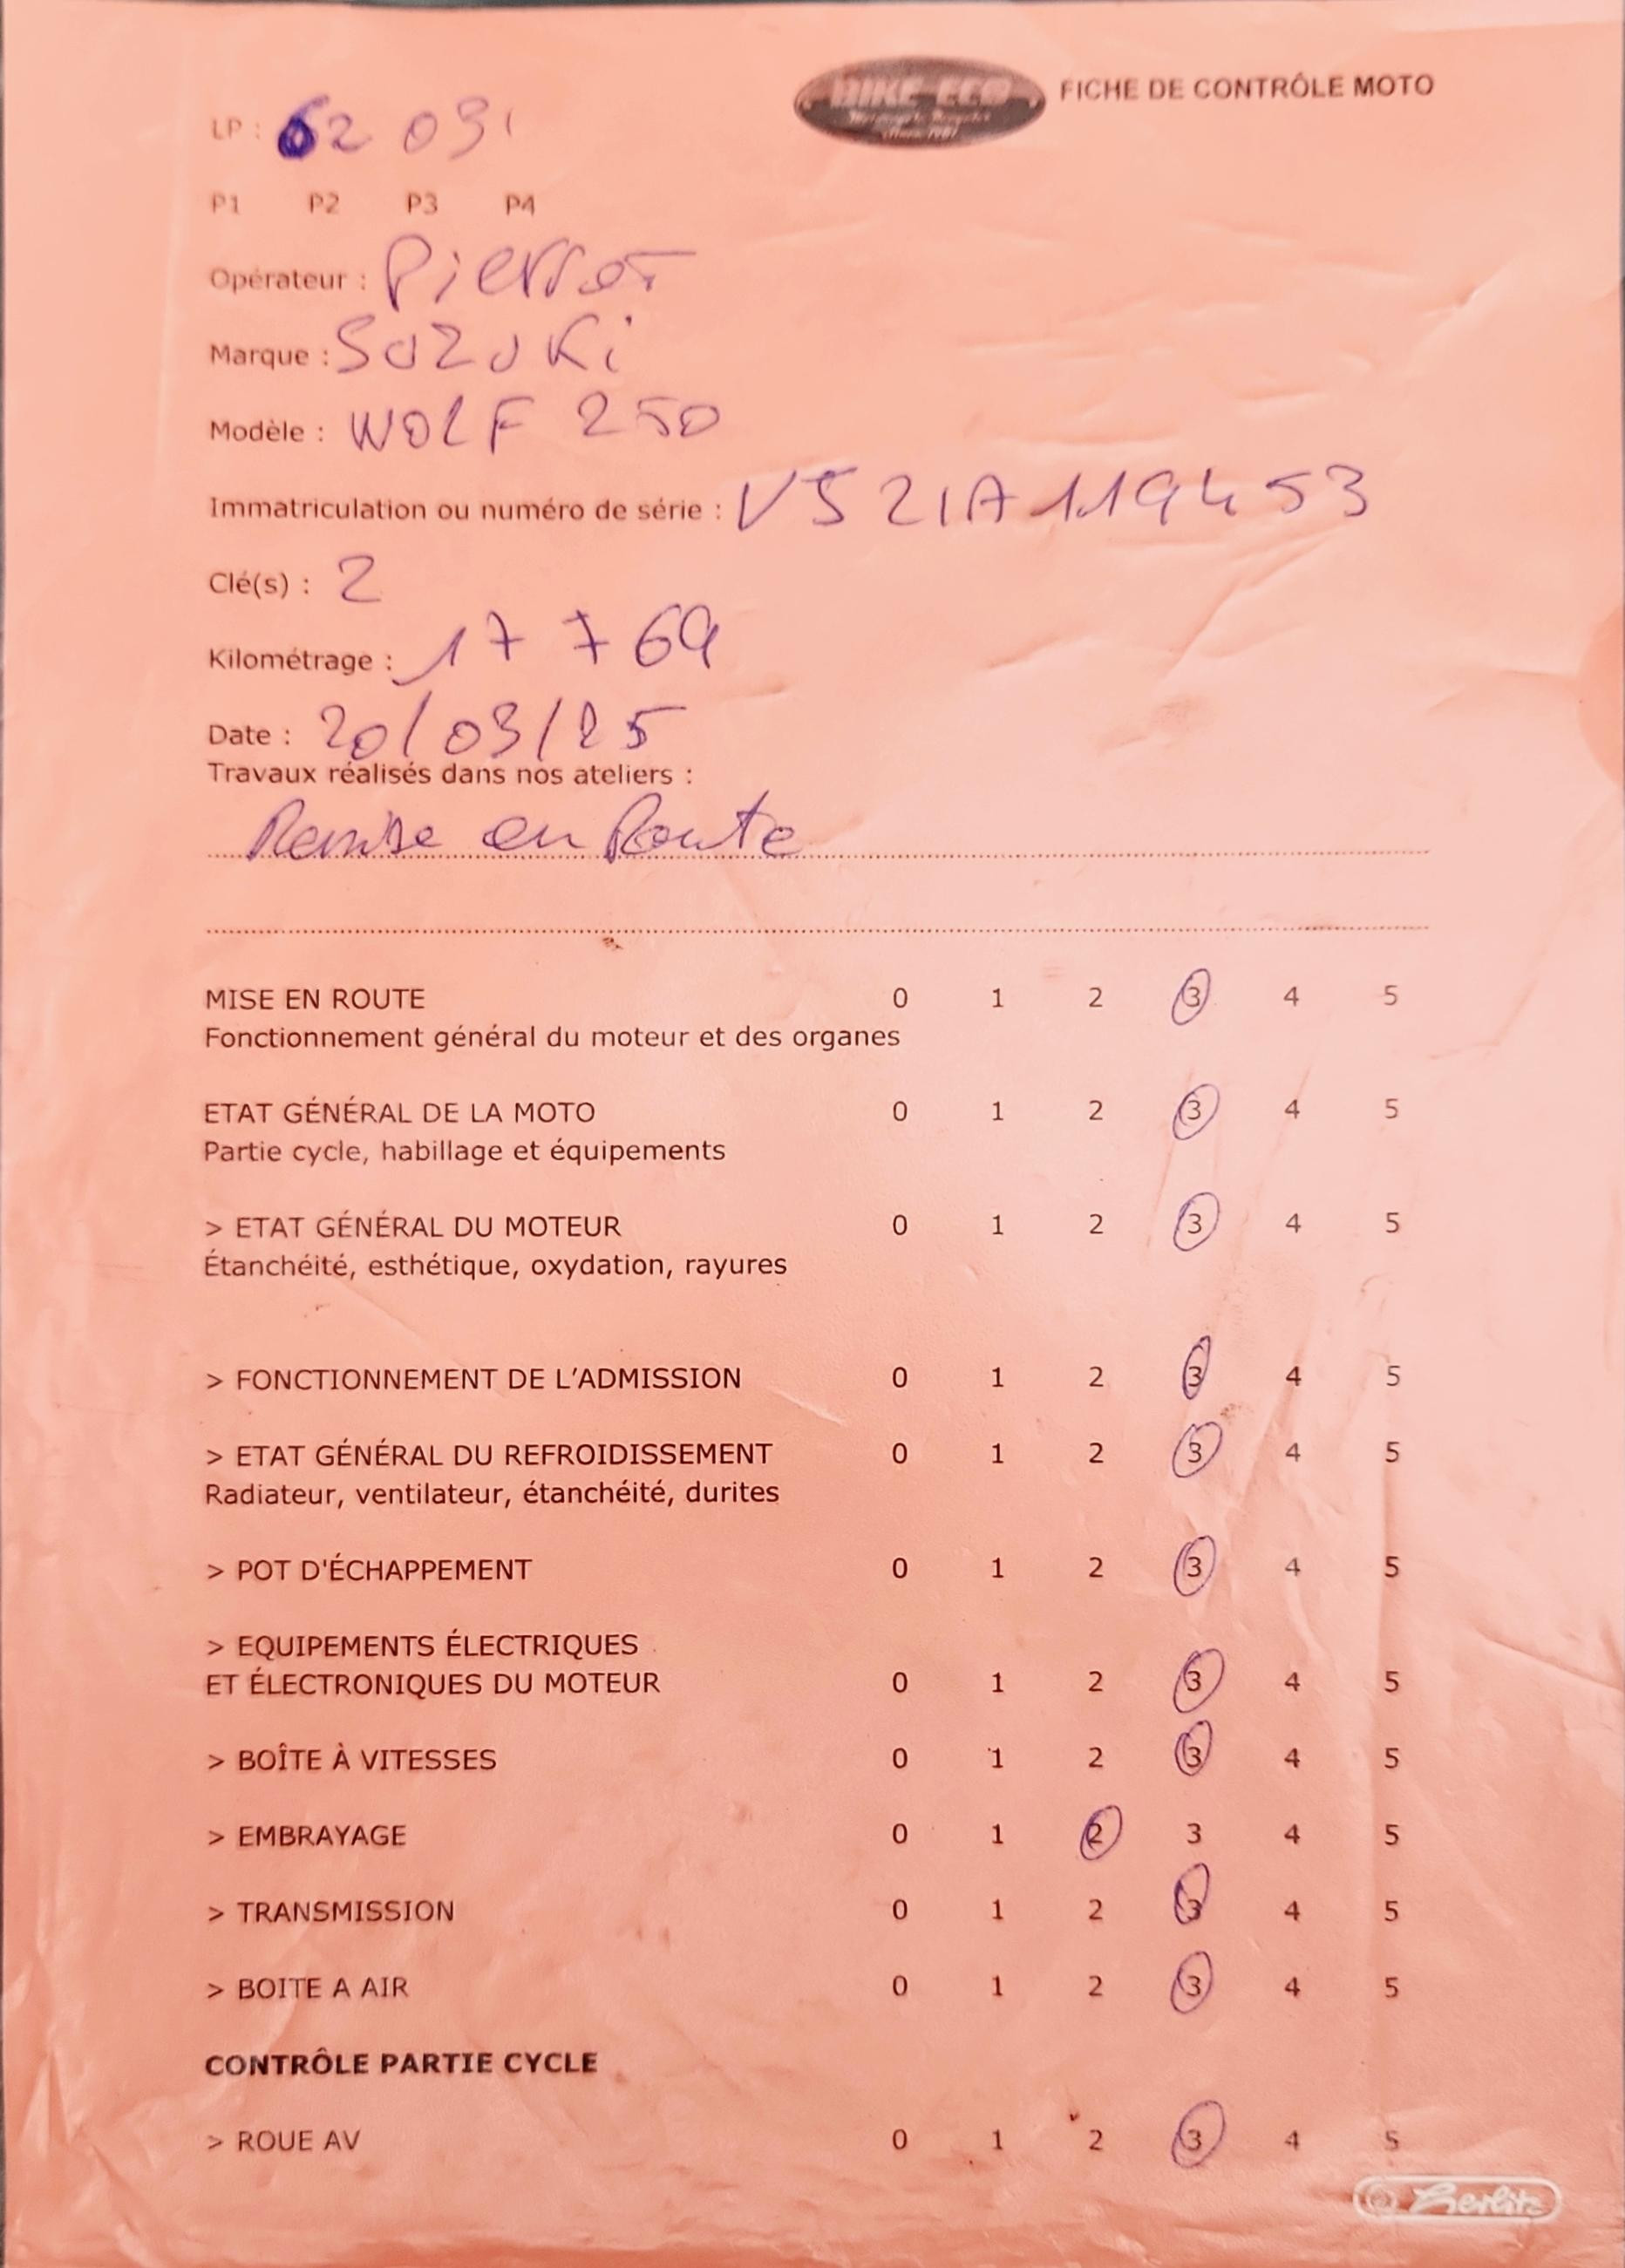 BIKE-ECO FICHE DE CONTRÔLE MOTO
LP : 62 031
P1 P2 P3 P4
Opérateur : Pierrot
Marque : SUZUKi
Modèle : WOLF 250
Immatriculation ou numéro de série : VS21A119453
Clé(s) : 2
Kilométrage : 17 769
Date : 20/03/25
Travaux réalisés dans nos ateliers :
Remise en Route
MISE EN ROUTE 0 1 2 3 4 5
Fonctionnement général du moteur et des organes
ETAT GÉNÉRAL DE LA MOTO 0 1 2 3 4 5
Partie cycle, habillage et équipements
> ETAT GÉNÉRAL DU MOTEUR 0 1 2 3 4 5
Étanchéité, esthétique, oxydation, rayures
> FONCTIONNEMENT DE L’ADMISSION 0 1 2 3 4 5
> ETAT GÉNÉRAL DU REFROIDISSEMENT 0 1 2 3 4 5
Radiateur, ventilateur, étanchéité, durites
> POT D'ÉCHAPPEMENT 0 1 2 3 4 5
> EQUIPEMENTS ÉLECTRIQUES
ET ÉLECTRONIQUES DU MOTEUR 0 1 2 3 4 5
> BOÎTE À VITESSES 0 1 2 3 4 5
> EMBRAYAGE 0 1 2 3 4 5
> TRANSMISSION 0 1 2 3 4 5
> BOITE A AIR 0 1 2 3 4 5
CONTRÔLE PARTIE CYCLE
> ROUE AV 0 1 2 3 4 5
Herlitz